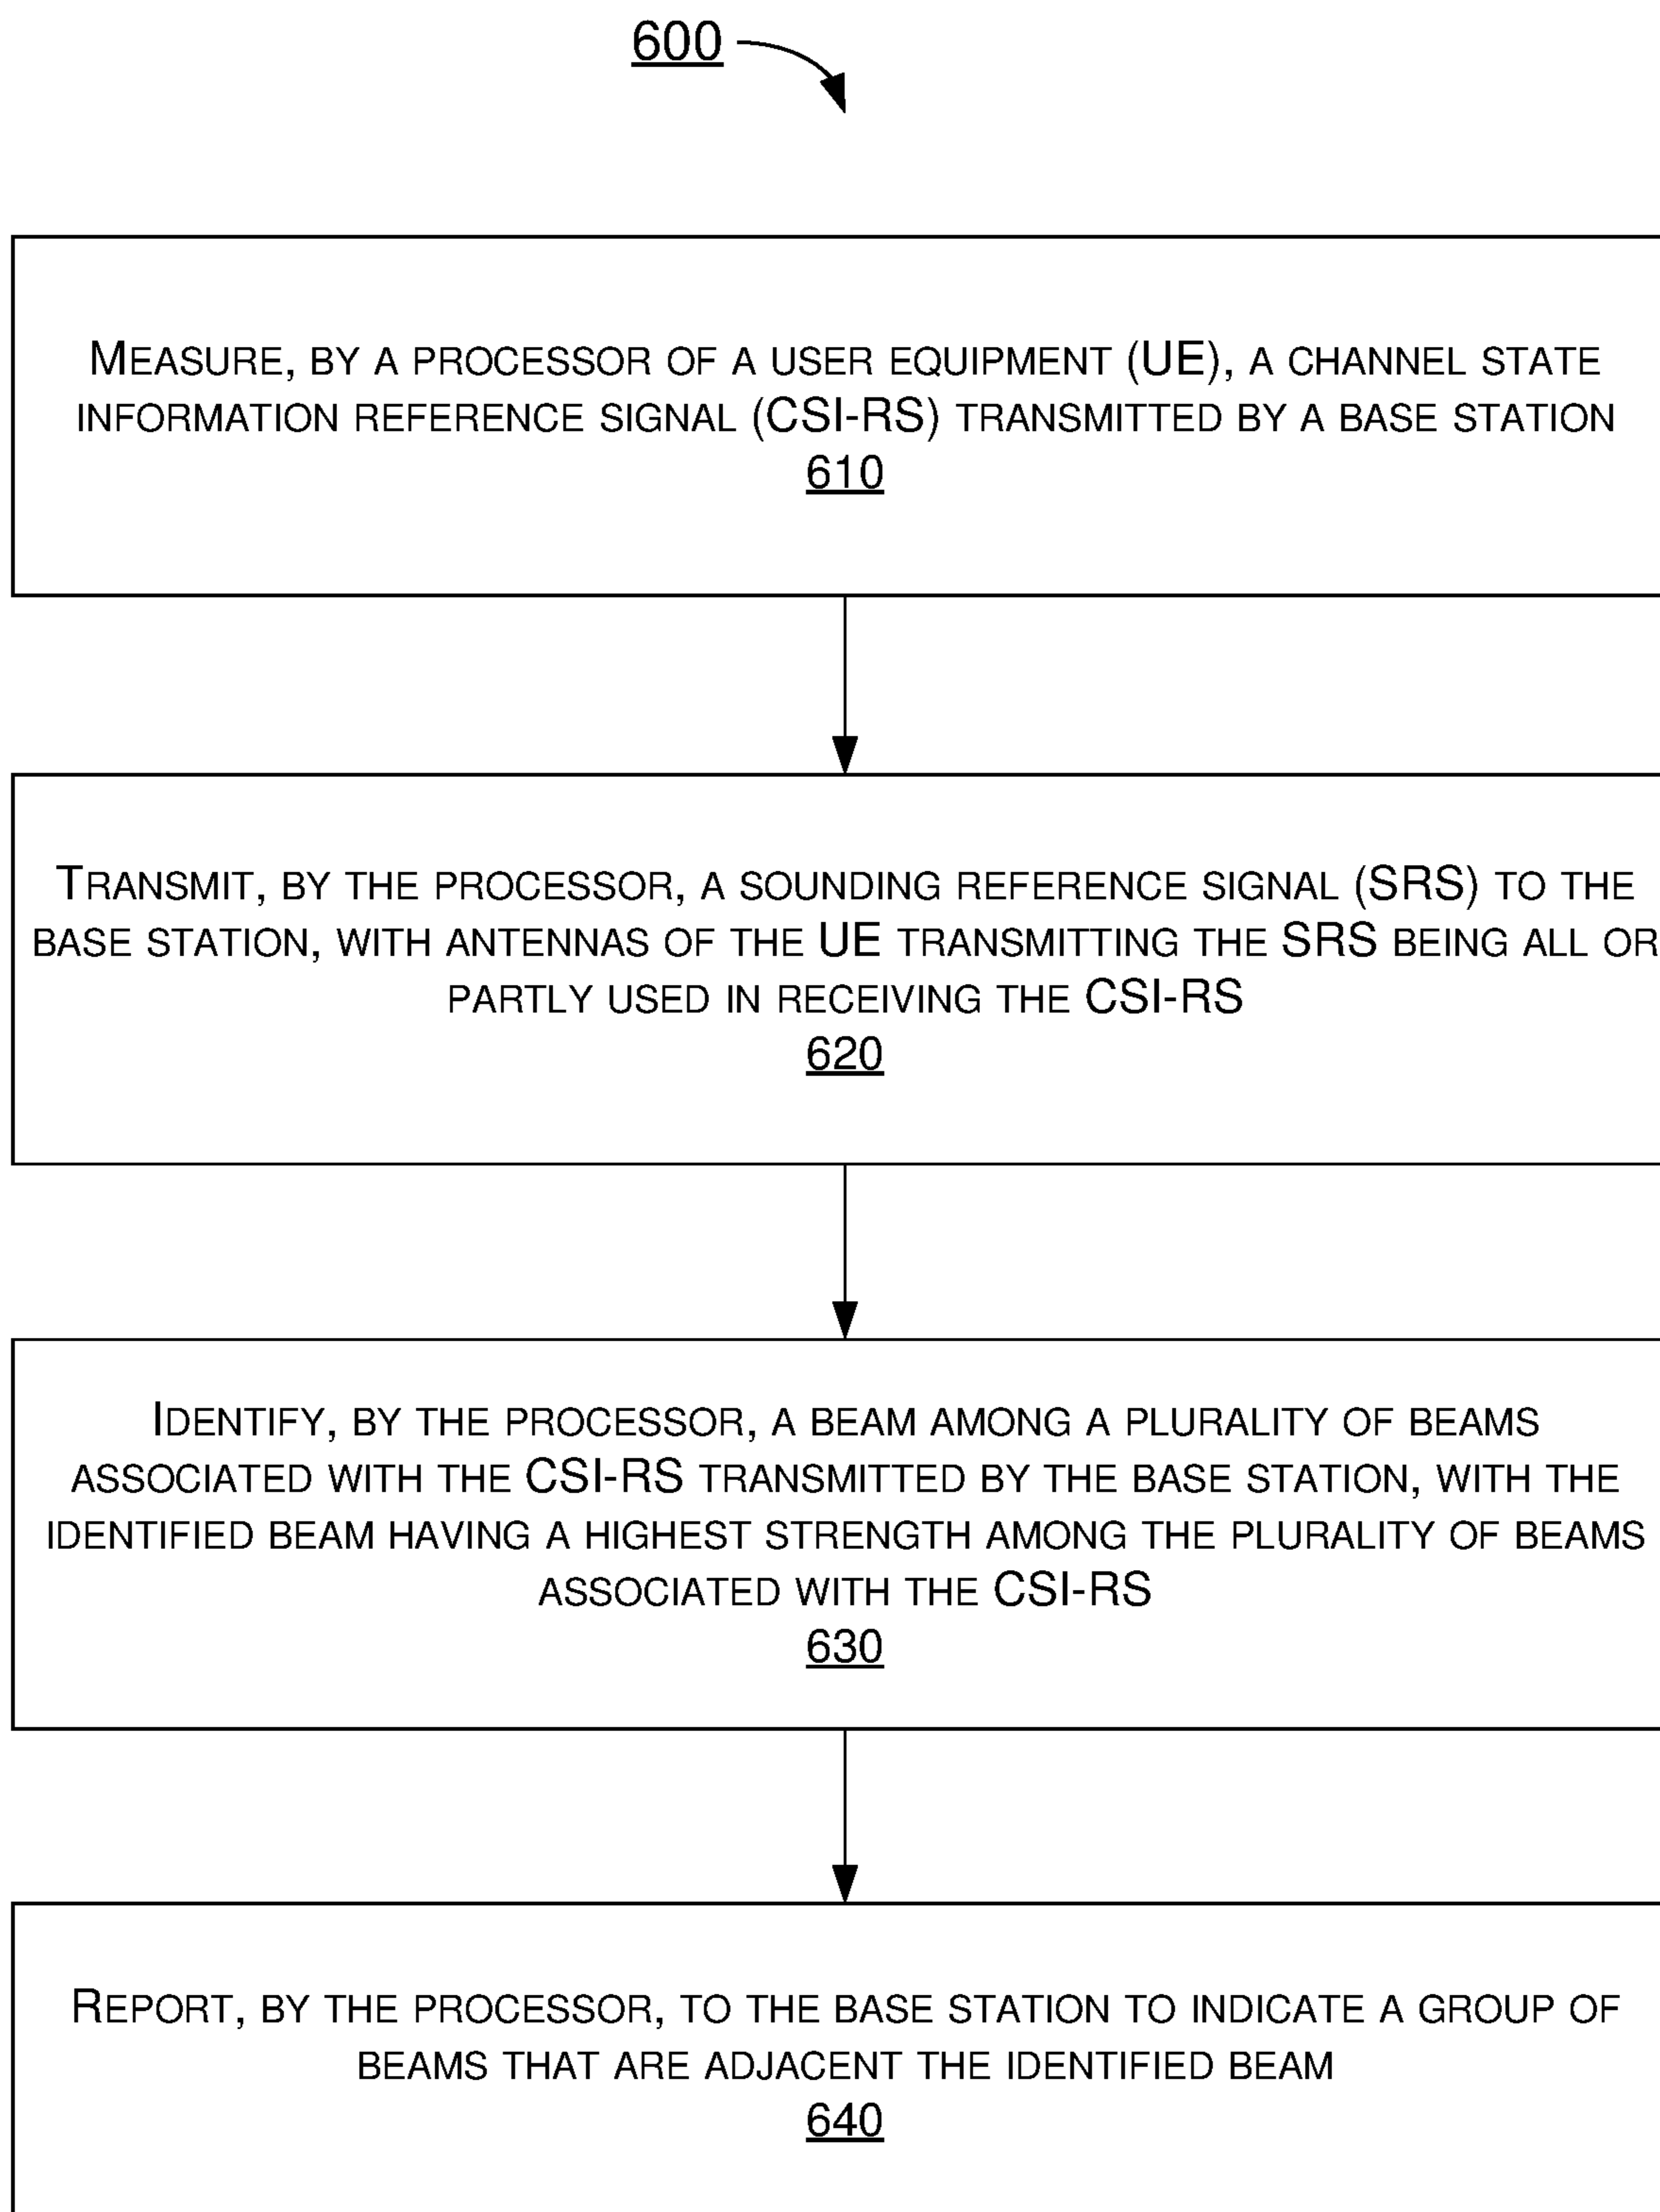 600
MEASURE, BY A PROCESSOR OF A USER EQUIPMENT (UE), A CHANNEL STATE
INFORMATION REFERENCE SIGNAL (CSI-RS) TRANSMITTED BY A BASE STATION
610
TRANSMIT, BY THE PROCESSOR, A SOUNDING REFERENCE SIGNAL (SRS) TO THE
BASE STATION, WITH ANTENNAS OF THE UE TRANSMITTING THE SRS BEING ALL OR
PARTLY USED IN RECEIVING THE CSI-RS
620
IDENTIFY, BY THE PROCESSOR, A BEAM AMONG A PLURALITY OF BEAMS
ASSOCIATED WITH THE CSI-RS TRANSMITTED BY THE BASE STATION, WITH THE
IDENTIFIED BEAM HAVING A HIGHEST STRENGTH AMONG THE PLURALITY OF BEAMS
ASSOCIATED WITH THE CSI-RS
630
REPORT, BY THE PROCESSOR, TO THE BASE STATION TO INDICATE A GROUP OF
BEAMS THAT ARE ADJACENT THE IDENTIFIED BEAM
640